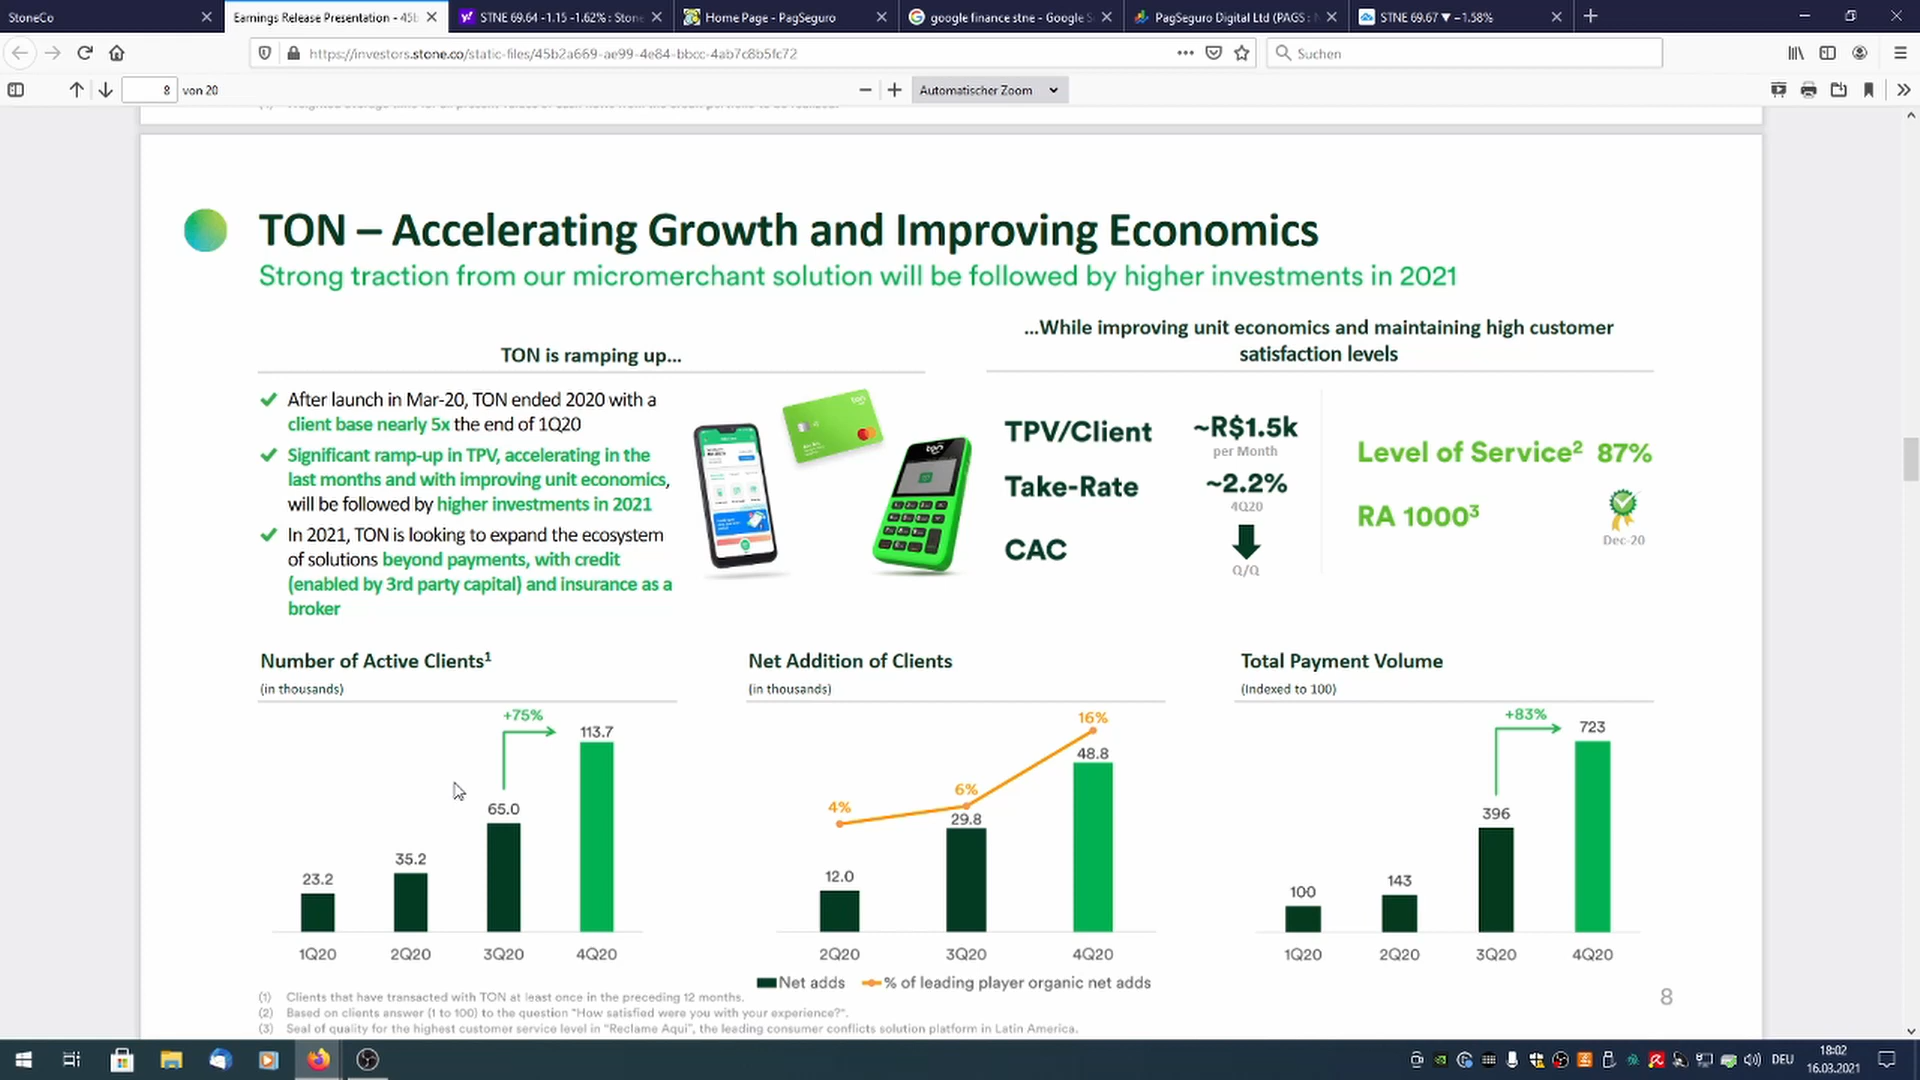 StoneCo
Earnings Release Presentation - 45b
STNE 69.64 -1.15 -1.62% : Stone
Home Page - PagSeguro
google finance stne - Google S
PagSeguro Digital Ltd (PAGS :
STNE 69.67 ▼ −1.58%
https://investors.stone.co/static-files/45b2a669-ae99-4e84-bbcc-4ab7c8b5fc72
Suchen
8 von 20
Automatischer Zoom
TON – Accelerating Growth and Improving Economics
Strong traction from our micromerchant solution will be followed by higher investments in 2021
TON is ramping up...
After launch in Mar-20, TON ended 2020 with a
client base nearly 5x the end of 1Q20
Significant ramp-up in TPV, accelerating in the
last months and with improving unit economics,
will be followed by higher investments in 2021
In 2021, TON is looking to expand the ecosystem
of solutions beyond payments, with credit
(enabled by 3rd party capital) and insurance as a
broker
ton
ton
...While improving unit economics and maintaining high customer
satisfaction levels
TPV/Client ~R$1.5k
per Month
Take-Rate ~2.2%
4Q20
CAC
Q/Q
Level of Service² 87%
RA 1000³
Dec-20
Number of Active Clients¹
(in thousands)
+75%
23.2
35.2
65.0
113.7
1Q20 2Q20 3Q20 4Q20
Net Addition of Clients
(in thousands)
4%
6%
16%
12.0
29.8
48.8
2Q20 3Q20 4Q20
Net adds % of leading player organic net adds
Total Payment Volume
(Indexed to 100)
+83%
100
143
396
723
1Q20 2Q20 3Q20 4Q20
(1) Clients that have transacted with TON at least once in the preceding 12 months.
(2) Based on clients answer (1 to 100) to the question "How satisfied were you with your experience?".
(3) Seal of quality for the highest customer service level in "Reclame Aqui", the leading consumer conflicts solution platform in Latin America.
8
DEU
18:02
16.03.2021